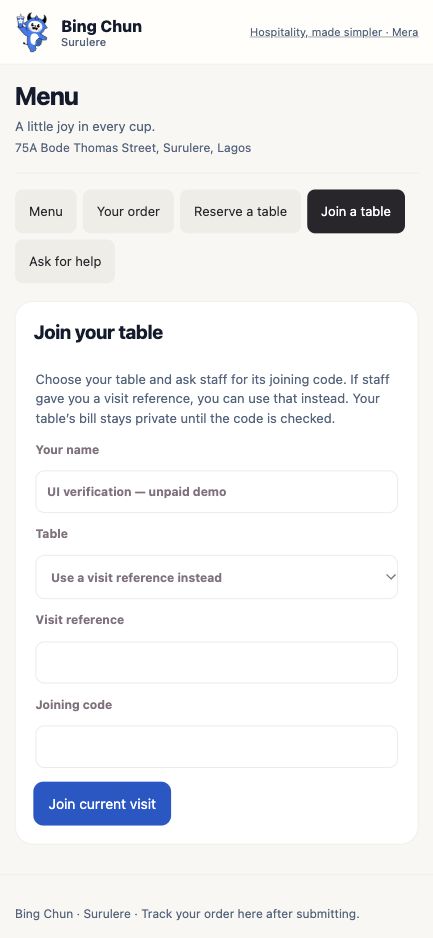 Bing Chun
Surulere
Hospitality, made simpler · Mera
Menu
A little joy in every cup.
75A Bode Thomas Street, Surulere, Lagos
Menu
Your order
Reserve a table
Join a table
Ask for help
Join your table
Choose your table and ask staff for its joining code. If staff
gave you a visit reference, you can use that instead. Your
table’s bill stays private until the code is checked.
Your name
UI verification — unpaid demo
Table
Use a visit reference instead
Visit reference
Joining code
Join current visit
Bing Chun · Surulere · Track your order here after submitting.